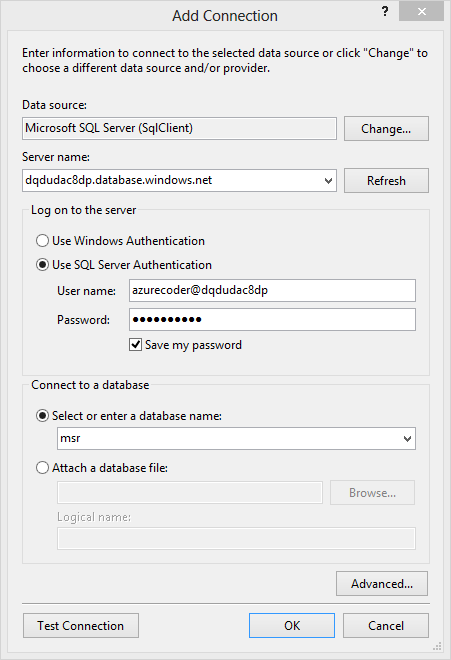 Add Connection
?
Enter information to connect to the selected data source or click "Change" to
choose a different data source and/or provider.
Data source:
Microsoft SQL Server (SqlClient)
Change...
Server name:
dqdudac8dp.database.windows.net
Refresh
Log on to the server
Use Windows Authentication
Use SQL Server Authentication
User name:
azurecoder@dqdudac8dp
Password:
●●●●●●●●●●
Save my password
Connect to a database
Select or enter a database name:
msr
Attach a database file:
Browse...
Logical name:
Advanced...
Test Connection
OK
Cancel